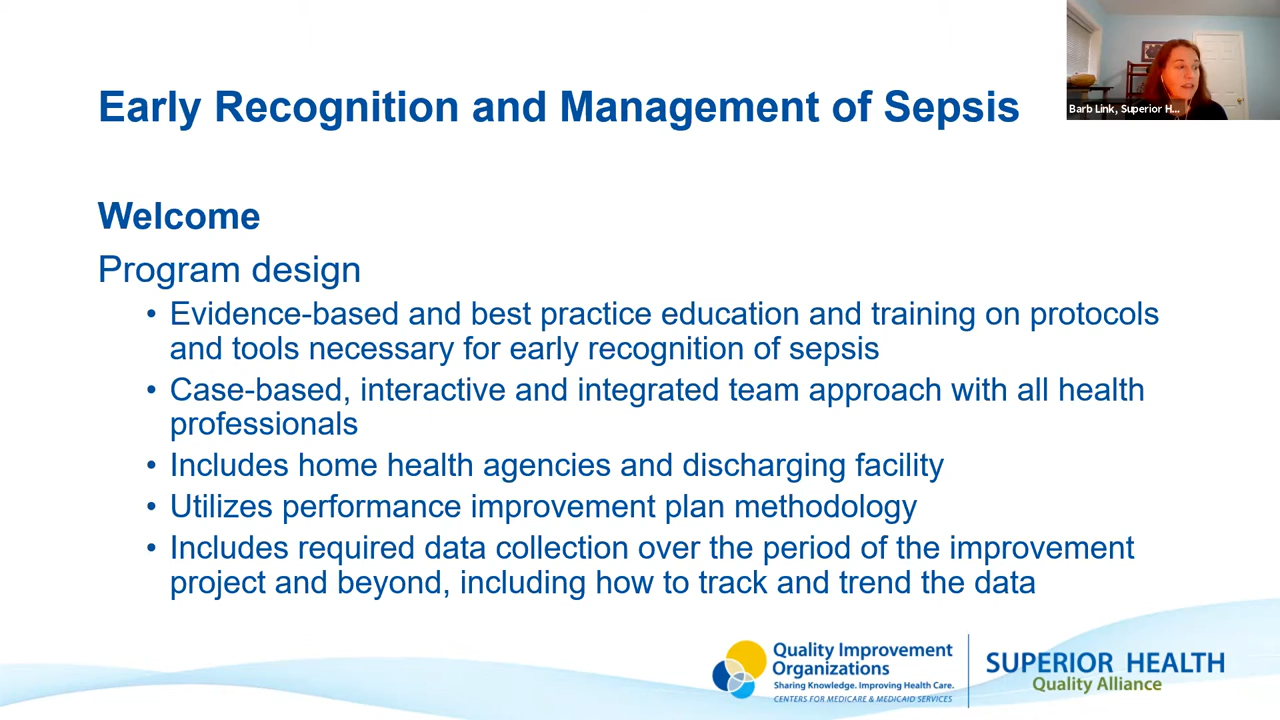 Early Recognition and Management of Sepsis
Barb Link, Superior H...
Welcome
Program design
• Evidence-based and best practice education and training on protocols
and tools necessary for early recognition of sepsis
• Case-based, interactive and integrated team approach with all health
professionals
• Includes home health agencies and discharging facility
• Utilizes performance improvement plan methodology
• Includes required data collection over the period of the improvement
project and beyond, including how to track and trend the data
Quality Improvement
Organizations
Sharing Knowledge. Improving Health Care.
CENTERS FOR MEDICARE & MEDICAID SERVICES
SUPERIOR HEALTH
Quality Alliance